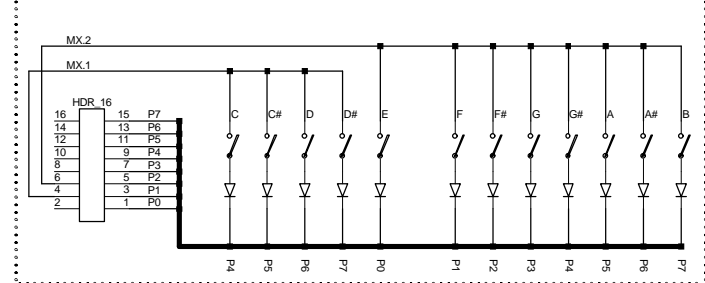 MX.2
MX.1
HDR_16
C C# D D# E F F# G G# A A# B
16 15 P7
14 13 P6
12 11 P5
10 9 P4
8 7 P3
6 5 P2
4 3 P1
2 1 P0
P4 P5 P6 P7 P0 P1 P2 P3 P4 P5 P6 P7